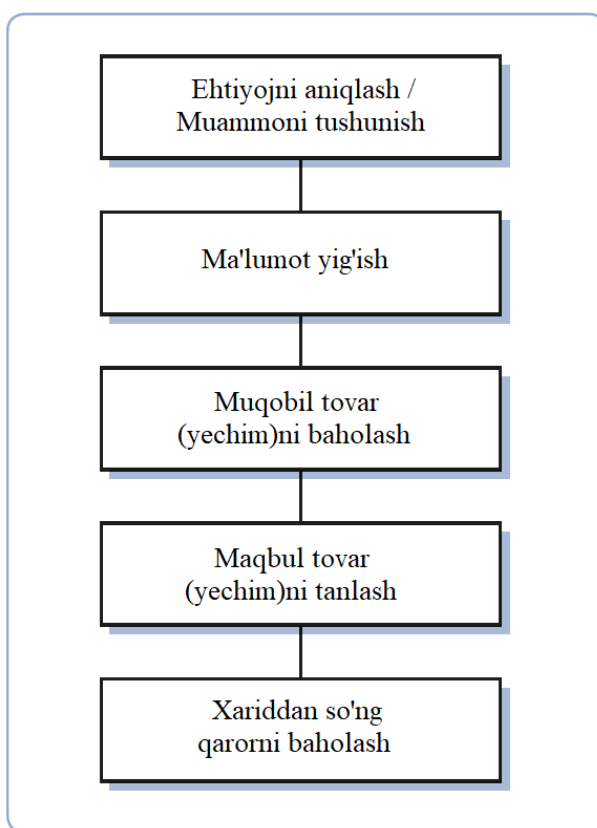 Ehtiyojni aniqlash /
Muammoni tushunish
Ma'lumot yig'ish
Muqobil tovar
(yechim)ni baholash
Maqbul tovar
(yechim)ni tanlash
Xariddan so'ng
qarorni baholash